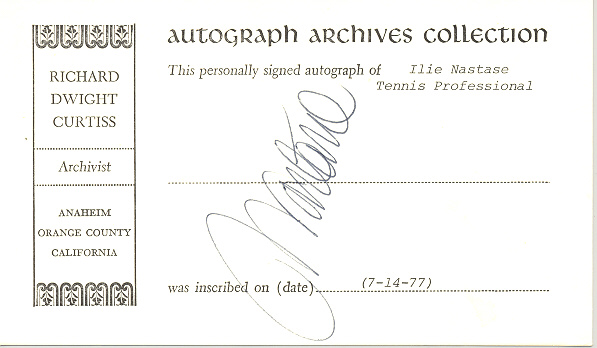 RICHARD
DWIGHT
CURTISS
Archivist
ANAHEIM
ORANGE COUNTY
CALIFORNIA
AUTOGRAPH ARCHIVES COLLECTION
This personally signed autograph of Ilie Nastase
Tennis Professional
Nastase
was inscribed on (date) (7-14-77)